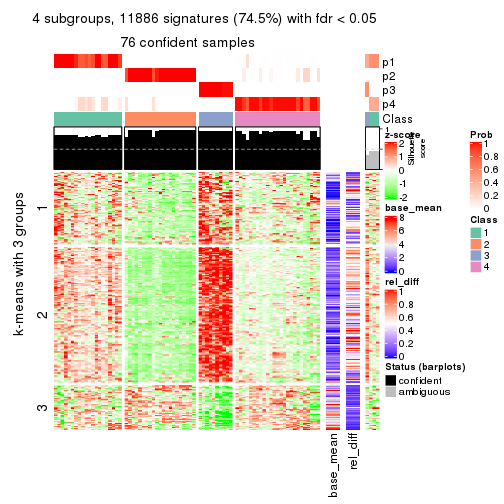 4 subgroups, 11886 signatures (74.5%) with fdr < 0.05
76 confident samples
p1
p2
p3
p4
Class
1
Silhouette
score
k-means with 3 groups
1
2
3
base_mean
rel_diff
z-score
2
1
0
-1
-2
base_mean
8
6
4
2
0
rel_diff
1
0.8
0.6
0.4
0.2
0
Status (barplots)
confident
ambiguous
Prob
1
0.8
0.6
0.4
0.2
0
Class
1
2
3
4